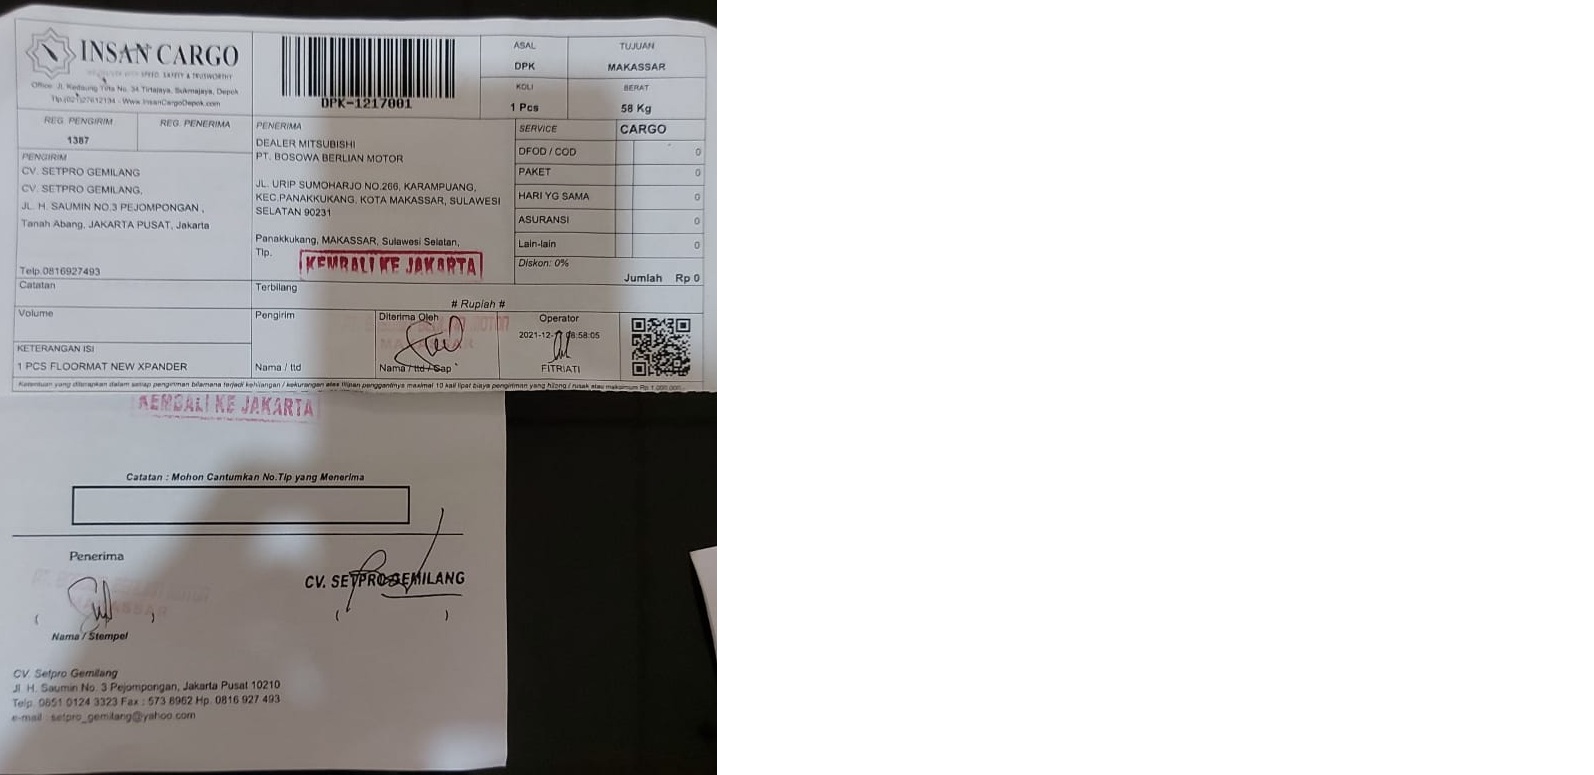 INSAN CARGO
SPEED, SAFETY & TRUSTWORTHY
Office: Jl. Kedaung Tirta No. 34 Tirtajaya, Sukmajaya, Depok
Tlp.(021)27612134 - Www.InsanCargoDepok.com
DPK-1217001
ASAL
DPK
TUJUAN
MAKASSAR
KOLI
1 Pcs
BERAT
58 Kg
REG. PENGIRIM
1387
REG. PENERIMA
PENGIRIM
CV. SETPRO GEMILANG
CV. SETPRO GEMILANG,
JL. H. SAUMIN NO.3 PEJOMPONGAN ,
Tanah Abang, JAKARTA PUSAT, Jakarta
Telp.0816927493
PENERIMA
DEALER MITSUBISHI
PT. BOSOWA BERLIAN MOTOR
JL. URIP SUMOHARJO NO.266, KARAMPUANG,
KEC.PANAKKUKANG, KOTA MAKASSAR, SULAWESI
SELATAN 90231
Panakkukang, MAKASSAR, Sulawesi Selatan,
Tlp.
KEMBALI KE JAKARTA
SERVICE CARGO
DFOD / COD 0
PAKET 0
HARI YG SAMA 0
ASURANSI 0
Lain-lain 0
Diskon: 0%
Jumlah Rp 0
Catatan
Terbilang
# Rupiah #
Volume
KETERANGAN ISI
1 PCS FLOORMAT NEW XPANDER
Pengirim
Nama / ttd
Diterima Oleh
Nama / ttd / Cap
Operator
08:58:05
FITRIATI
Ketentuan yang diterapkan dalam setiap pengiriman bilamana terjadi kehilangan / kekurangan atas titipan penggantinya maksimal 10 kali lipat biaya pengiriman yang hilang / rusak atau maksimum Rp 1.000.000,-
KEMBALI KE JAKARTA
Catatan : Mohon Cantumkan No.Tlp yang Menerima
Penerima
CV. SETPRO GEMILANG
( )
( )
Nama / Stempel
CV. Setpro Gemilang
Jl. H. Saumin No. 3 Pejompongan, Jakarta Pusat 10210
Telp. 0851 0124 3323 Fax : 573 6962 Hp. 0816 927 493
e-mail : setpro_gemilang@yahoo.com